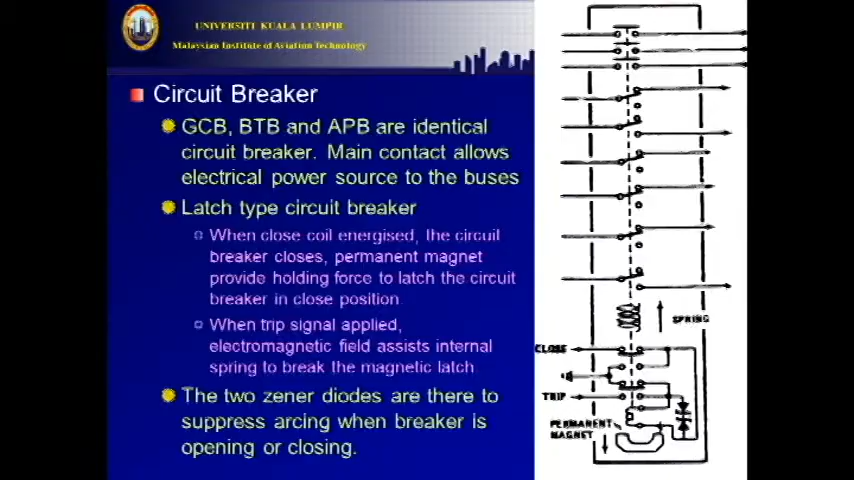 UNIVERSITI KUALA LUMPUR
Malaysian Institute of Aviation Technology
Circuit Breaker
GCB, BTB and APB are identical
circuit breaker. Main contact allows
electrical power source to the buses
Latch type circuit breaker
When close coil energised, the circuit
breaker closes, permanent magnet
provide holding force to latch the circuit
breaker in close position
When trip signal applied,
electromagnetic field assists internal
spring to break the magnetic latch
The two zener diodes are there to
suppress arcing when breaker is
opening or closing.
SPRING
CLOSE
TRIP
PERMANENT
MAGNET